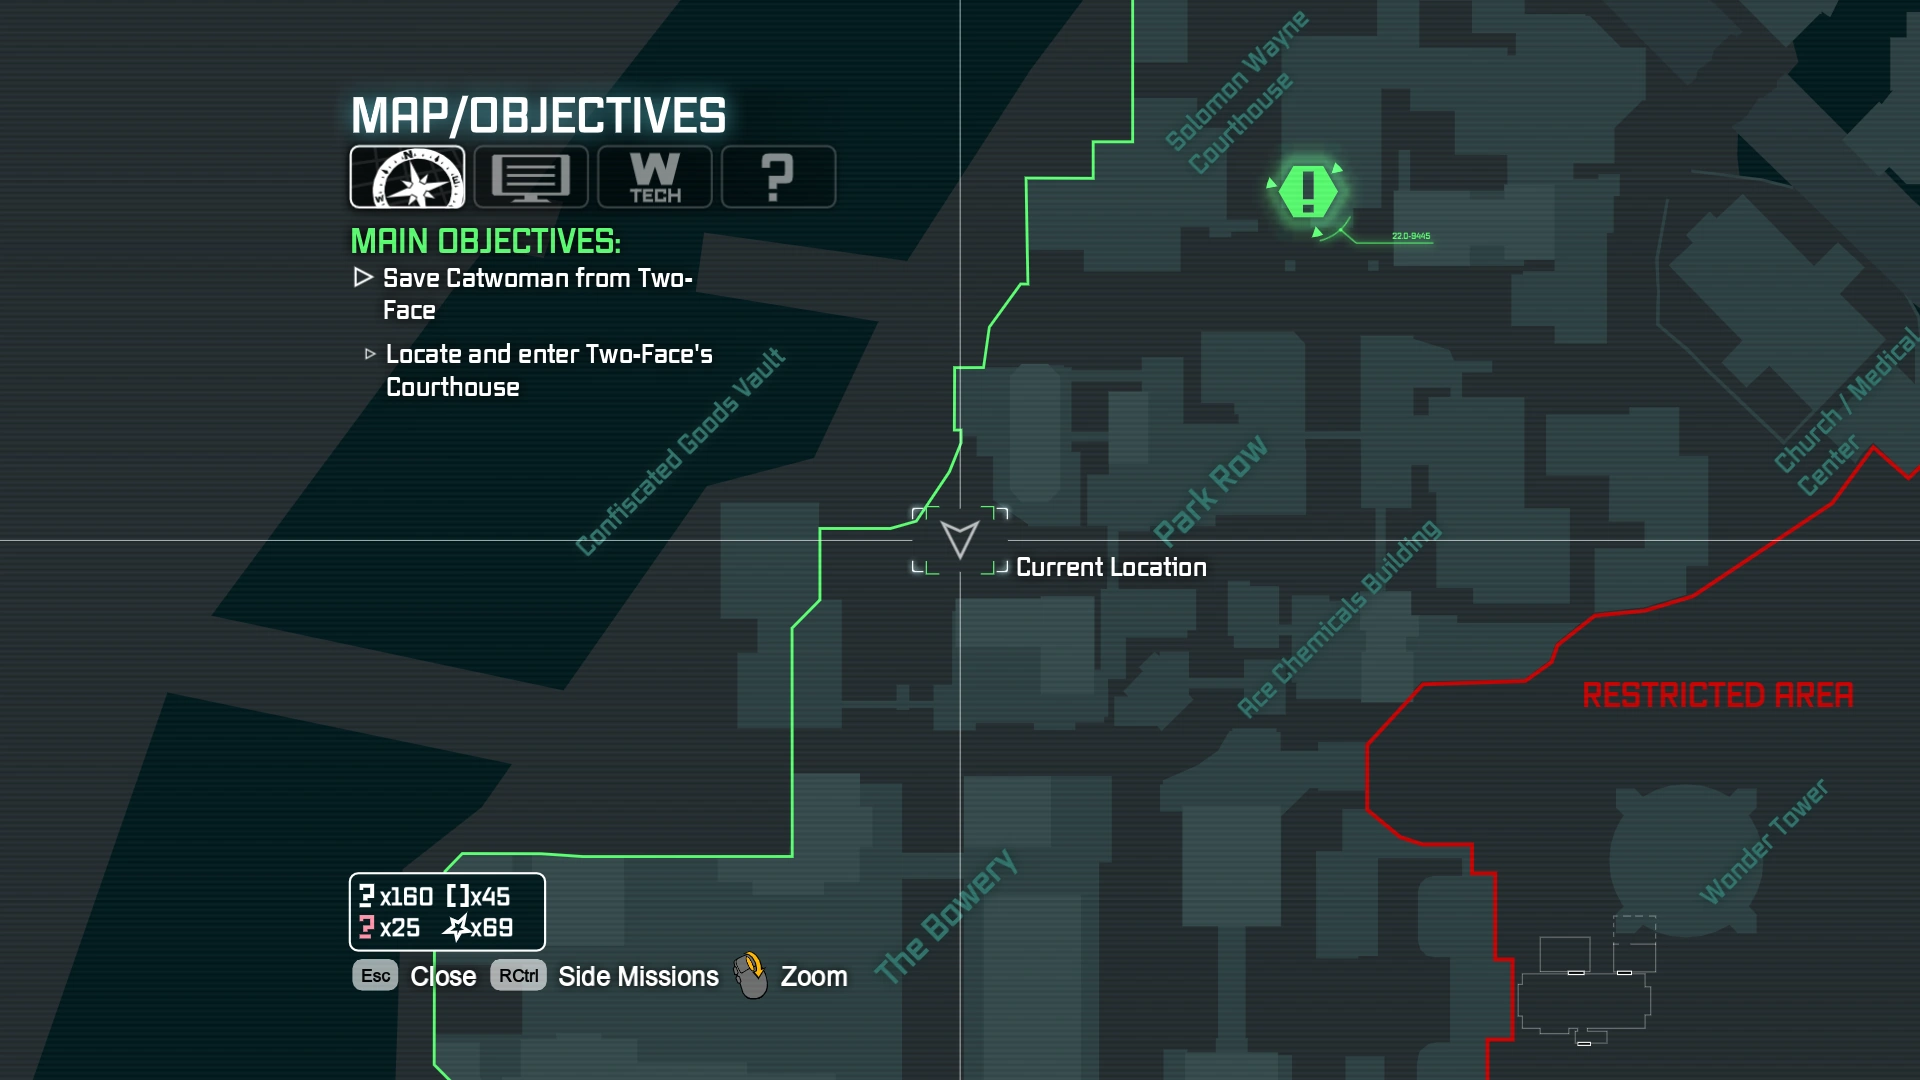 MAP/OBJECTIVES
W
TECH
?
MAIN OBJECTIVES:
Save Catwoman from Two-
Face
Locate and enter Two-Face's
Courthouse
Solomon Wayne
Courthouse
!
22.0-9445
Confiscated Goods Vault
Park Row
Church / Medical
Center
Current Location
Ace Chemicals Building
RESTRICTED AREA
Wonder Tower
The Bowery
? x160 []x45
? x25 x69
Esc Close RCtrl Side Missions Zoom